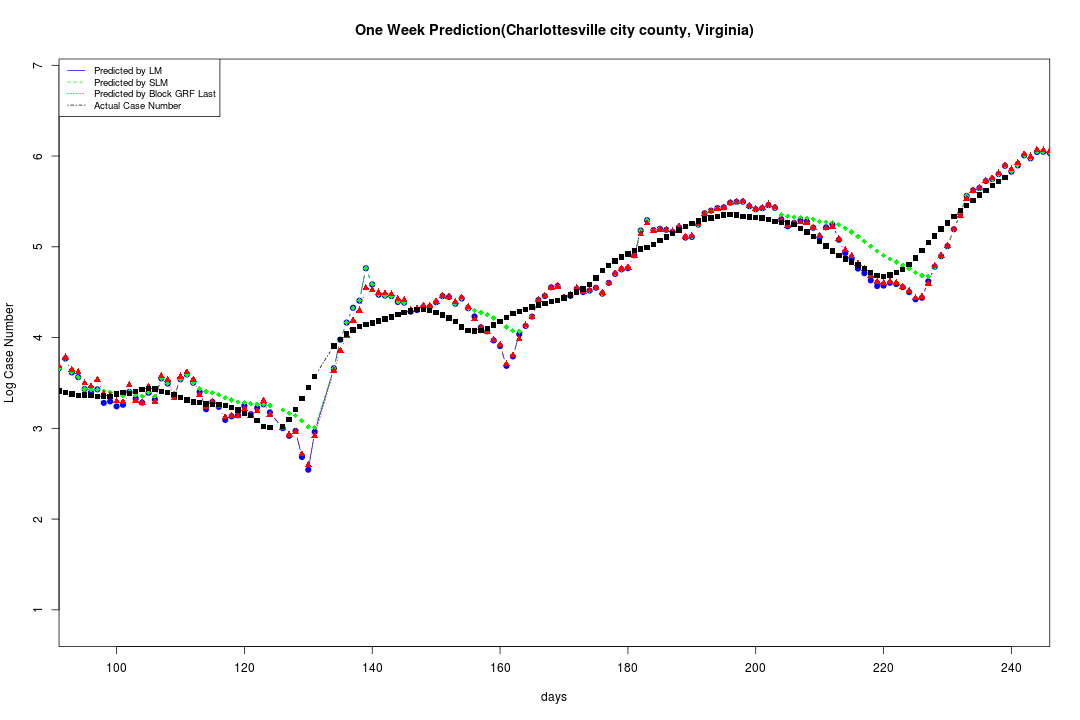 One Week Prediction(Charlottesville city county, Virginia)
Predicted by LM
Predicted by SLM
Predicted by Block GRF Last
Actual Case Number
Log Case Number
7
6
5
4
3
2
1
100 120 140 160 180 200 220 240
days